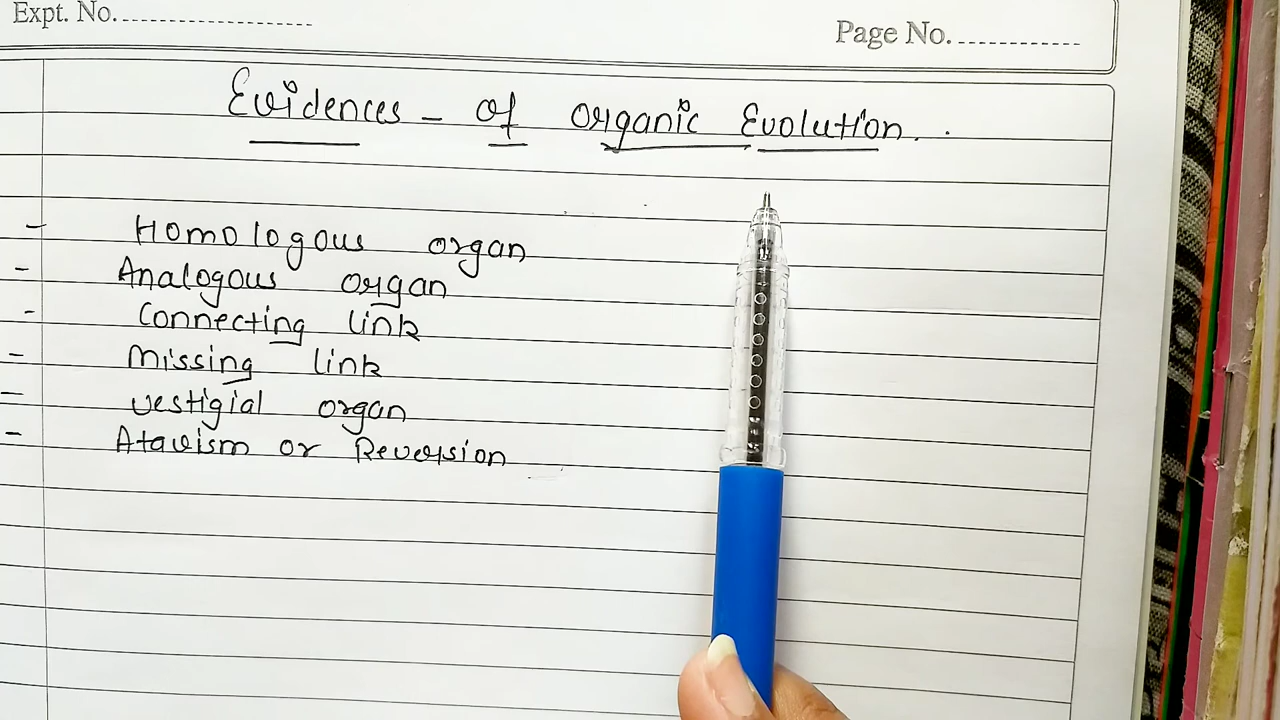 Expt. No.
Page No.
Evidences - of organic Evolution.
- Homologous organ
- Analogous organ
- Connecting link
- Missing link
- Vestigial organ
- Atavism or Reversion